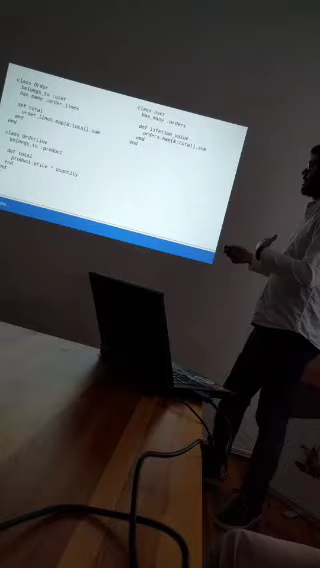 class Order
belongs_to :user
has_many :order_lines
def total
order_lines.map(&:total).sum
end
end
class OrderLine
belongs_to :product
def total
product.price * quantity
end
end
class User
has_many :orders
def lifetime_value
orders.map(&:total).sum
end
end